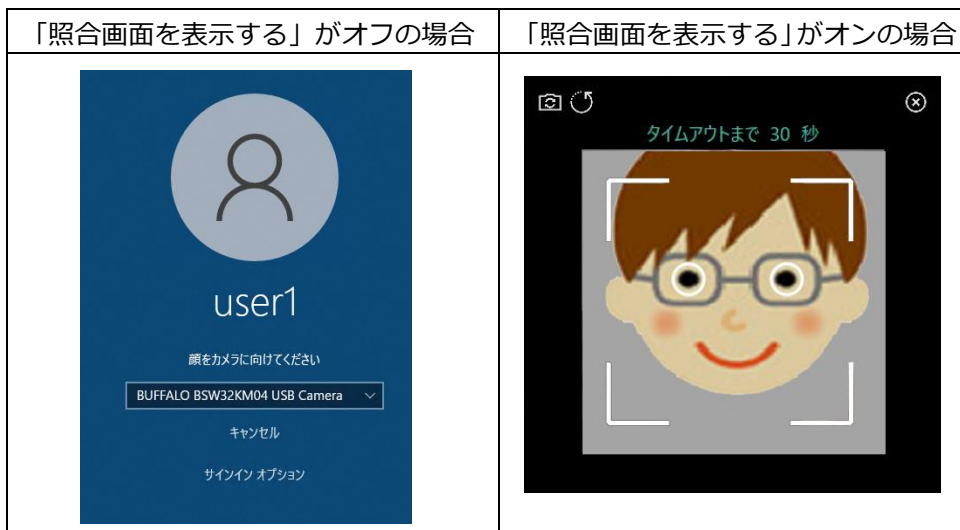 「照合画面を表示する」がオフの場合
「照合画面を表示する」がオンの場合
user1
顔をカメラに向けてください
BUFFALO BSW32KM04 USB Camera
キャンセル
サインイン オプション
タイムアウトまで 30 秒